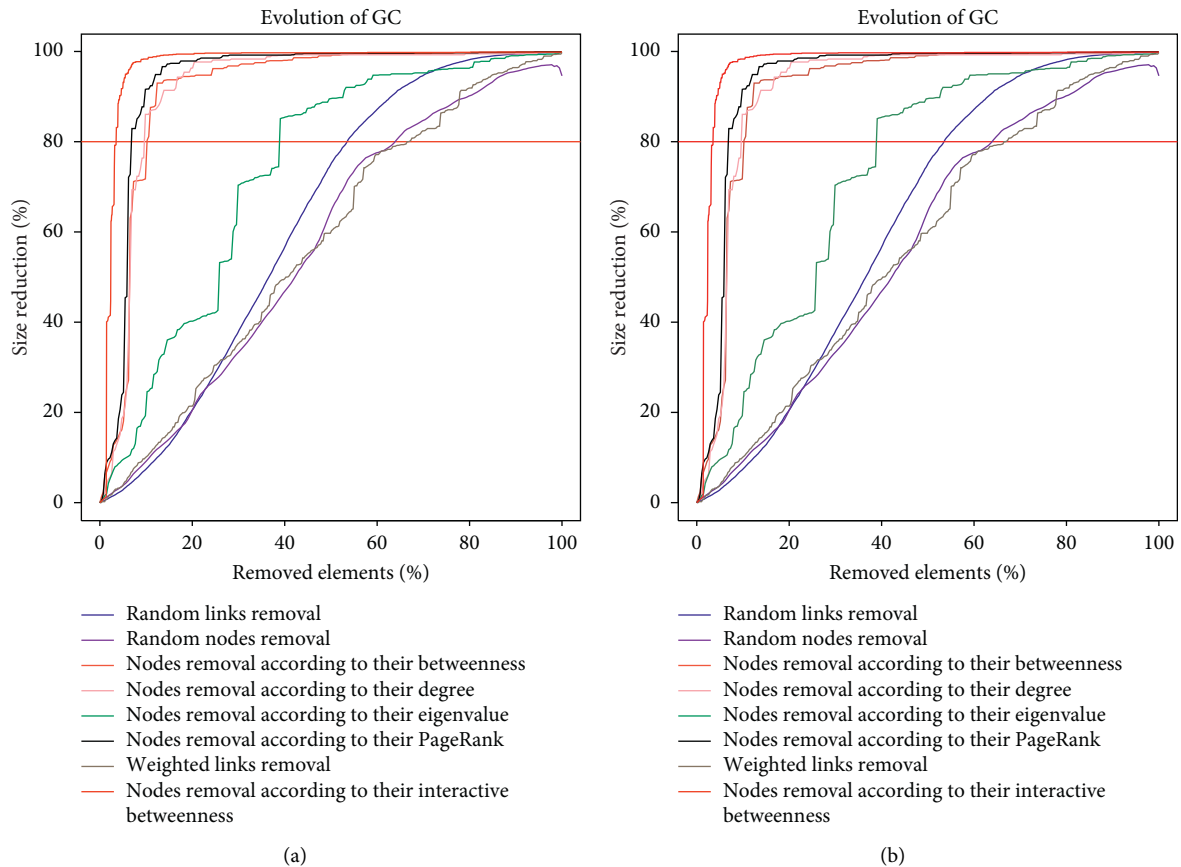 Evolution of GC
100
80
60
40
20
0
Size reduction (%)
0 20 40 60 80 100
Removed elements (%)
Random links removal
Random nodes removal
Nodes removal according to their betweenness
Nodes removal according to their degree
Nodes removal according to their eigenvalue
Nodes removal according to their PageRank
Weighted links removal
Nodes removal according to their interactive
betweenness
(a)
Evolution of GC
100
80
60
40
20
0
Size reduction (%)
0 20 40 60 80 100
Removed elements (%)
Random links removal
Random nodes removal
Nodes removal according to their betweenness
Nodes removal according to their degree
Nodes removal according to their eigenvalue
Nodes removal according to their PageRank
Weighted links removal
Nodes removal according to their interactive
betweenness
(b)